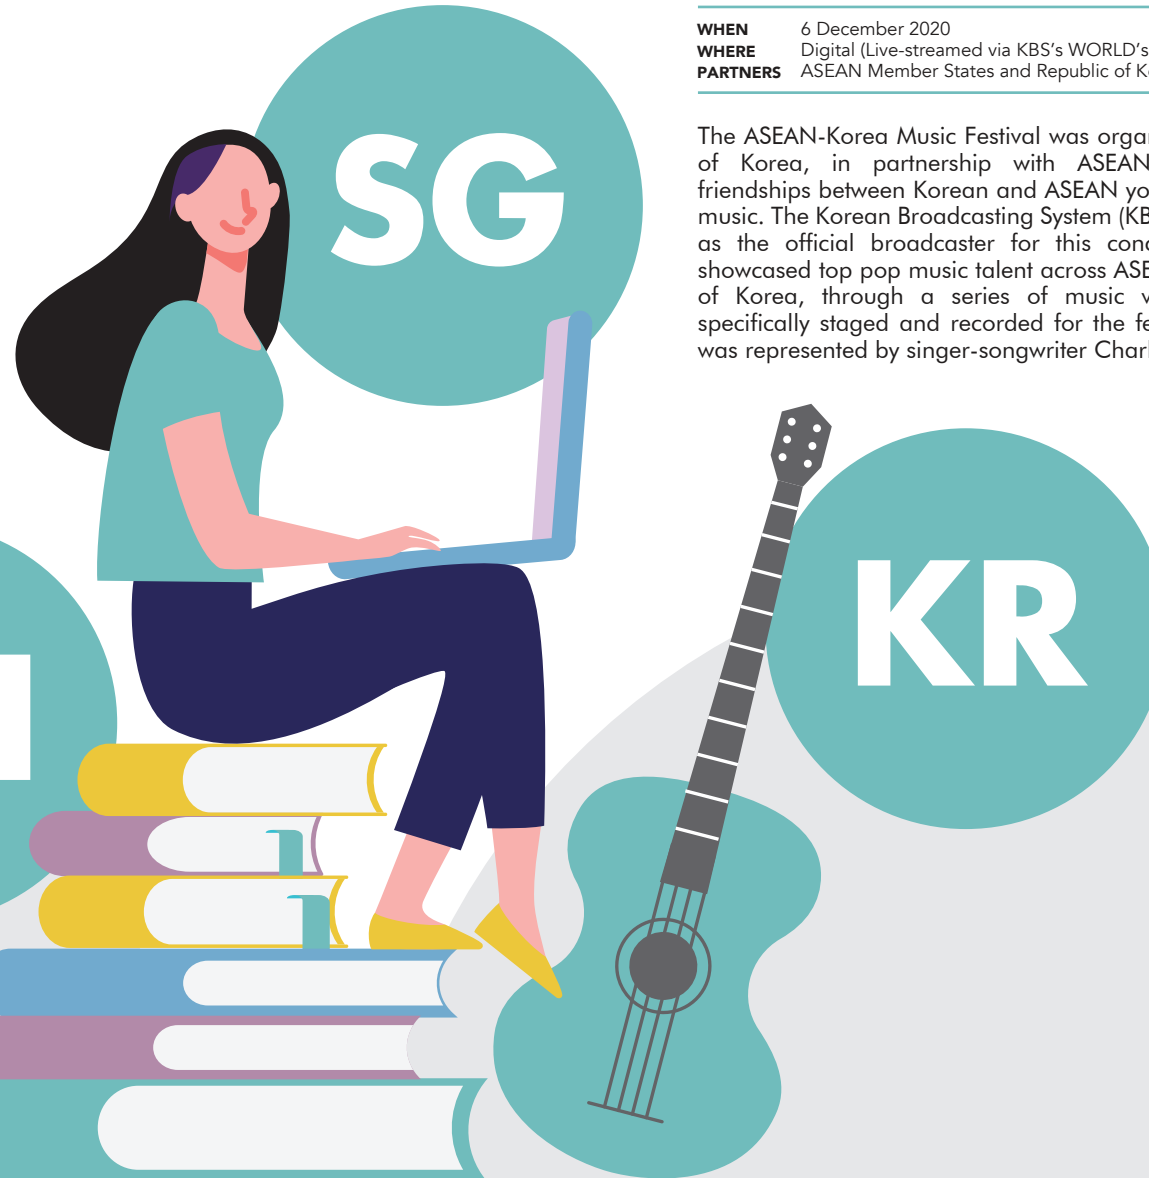 WHEN 6 December 2020
WHERE Digital (Live-streamed via KBS's WORLD's
PARTNERS ASEAN Member States and Republic of
The ASEAN-Korea Music Festival was
of Korea, in partnership with ASEAN
friendships between Korean and ASEAN
music. The Korean Broadcasting System
as the official broadcaster for this
showcased top pop music talent across
of Korea, through a series of music
specifically staged and recorded for the
was represented by singer-songwriter
SG
KR